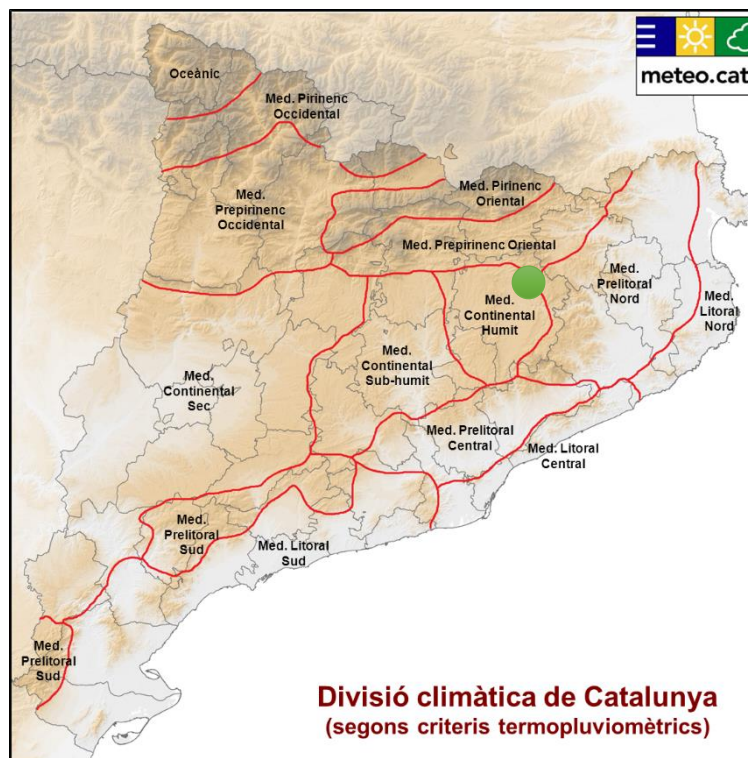 meteo.cat
Oceànic
Med. Pirinenc
Occidental
Med.
Prepirinenc
Occidental
Med. Pirinenc
Oriental
Med. Prepirinenc Oriental
Med.
Prelitoral
Nord
Med.
Litoral
Nord
Med.
Continental
Humit
Med.
Continental
Sub-humit
Med.
Continental
Sec
Med. Prelitoral
Central
Med. Litoral
Central
Med.
Prelitoral
Sud
Med. Litoral
Sud
Med.
Prelitoral
Sud
Divisió climàtica de Catalunya
(segons criteris termopluviomètrics)